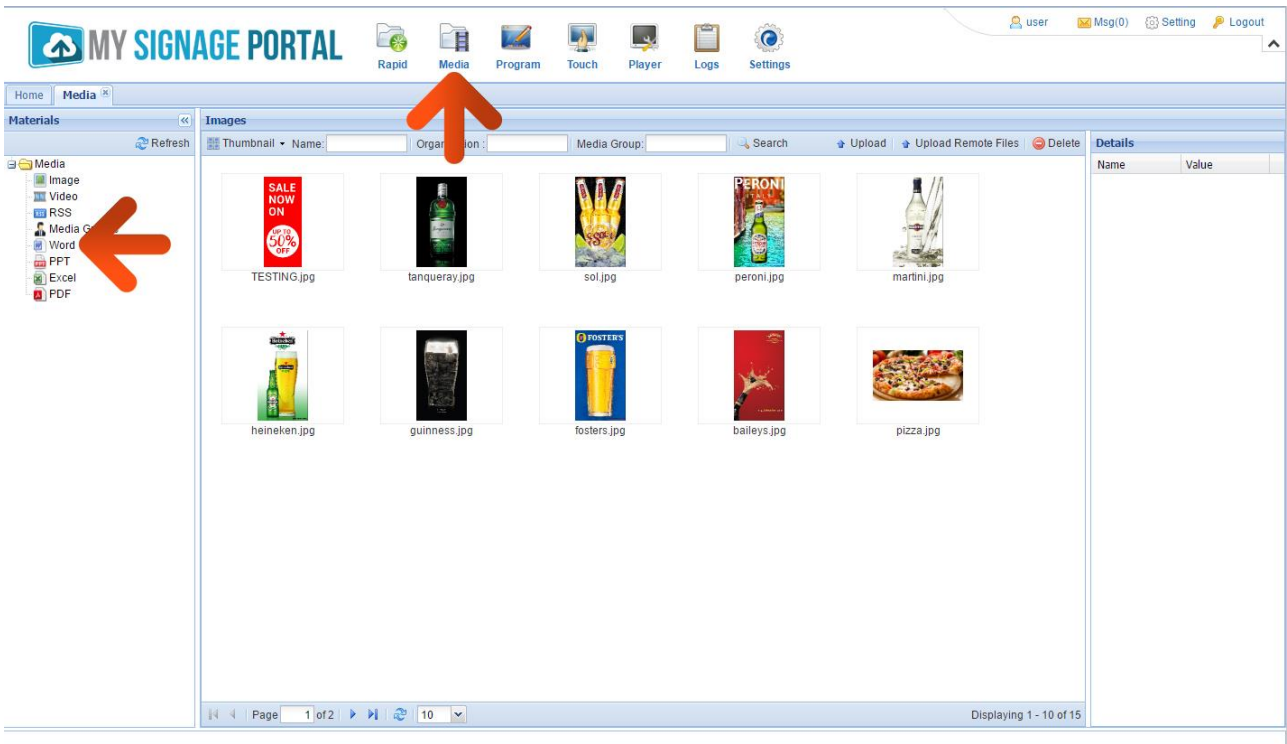 user Msg(0) Setting Logout
MY SIGNAGE PORTAL
Rapid Media Program Touch Player Logs Settings
Home Media
Materials Images
Refresh Thumbnail Name: Organ ion : Media Group: Search Upload Upload Remote Files Delete Details
Name Value
Media
Image
Video
RSS
Media G
Word
PPT
Excel
PDF
SALE
NOW
ON
UP TO
50%
OFF
Tanqueray
Sol
PERONI
ITALY
TESTING.jpg tanqueray.jpg sol.jpg peroni.jpg martini.jpg
Heineken
FOSTER'S
heineken.jpg guinness.jpg fosters.jpg baileys.jpg pizza.jpg
Page 1 of 2 10 Displaying 1 - 10 of 15